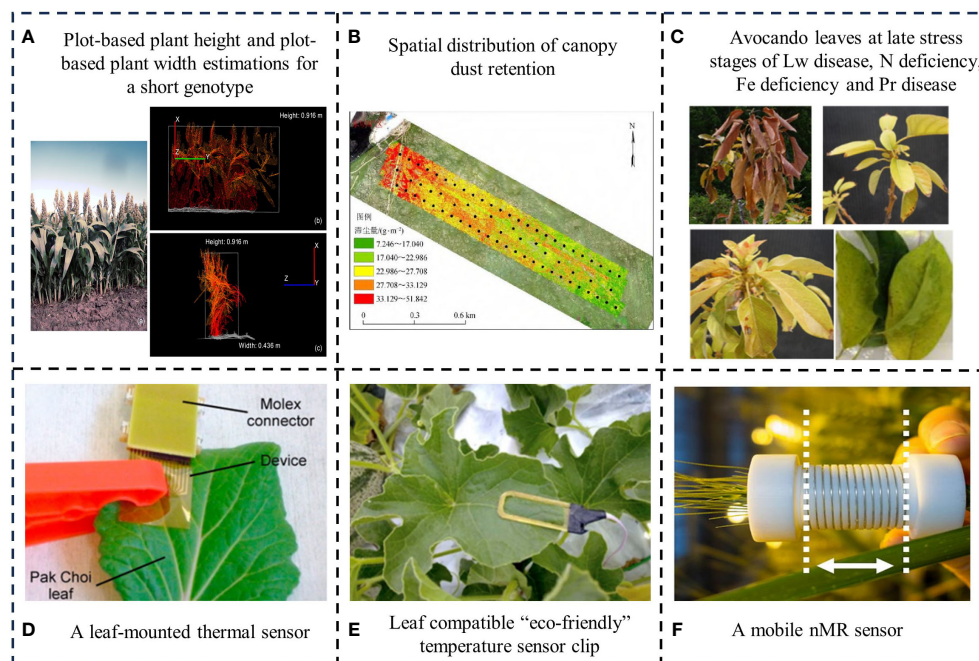 A
Plot-based plant height and plot-
based plant width estimations for
a short genotype
Height: 0.916 m
X
Z
Y
(b)
Height: 0.916 m
X
Z
Y
Width: 0.436 m
(c)
B
Spatial distribution of canopy
dust retention
N
图例
滞尘量/(g·m⁻²)
7.246～17.040
17.040～22.986
22.986～27.708
27.708～33.129
33.129～51.842
0 0.3 0.6 km
C
Avocando leaves at late stress
stages of Lw disease, N deficiency,
Fe deficiency and Pr disease
Molex
connector
Device
Pak Choi
leaf
D A leaf-mounted thermal sensor
E Leaf compatible “eco-friendly”
temperature sensor clip
F A mobile nMR sensor